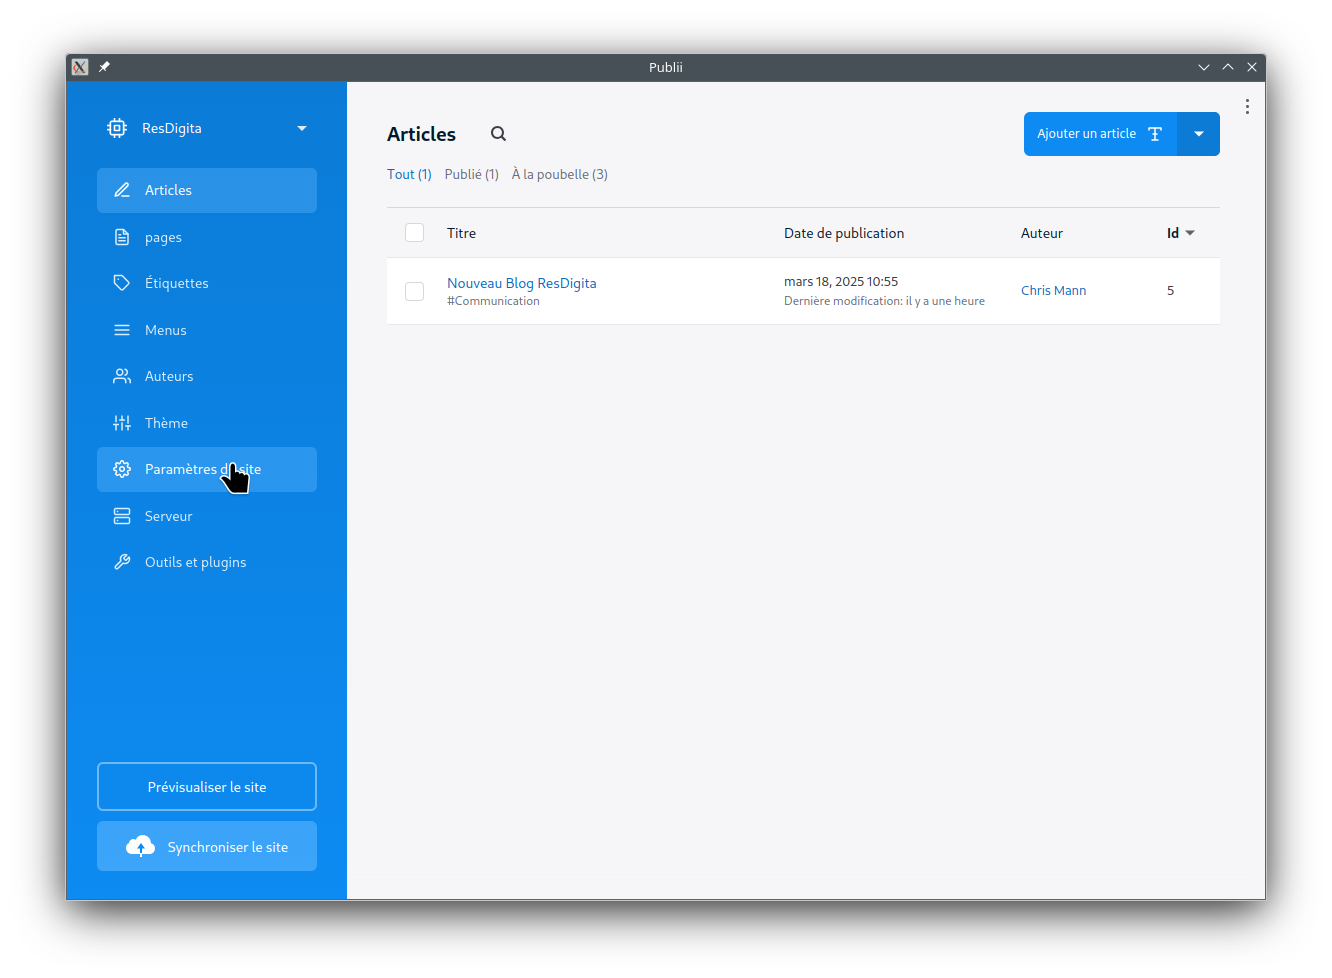 Publii
ResDigita
Articles
pages
Étiquettes
Menus
Auteurs
Thème
Paramètres d site
Serveur
Outils et plugins
Prévisualiser le site
Synchroniser le site
Articles
Ajouter un article
Tout (1) Publié (1) À la poubelle (3)
Titre Date de publication Auteur Id
Nouveau Blog ResDigita mars 18, 2025 10:55 Chris Mann 5
#Communication Dernière modification: il y a une heure